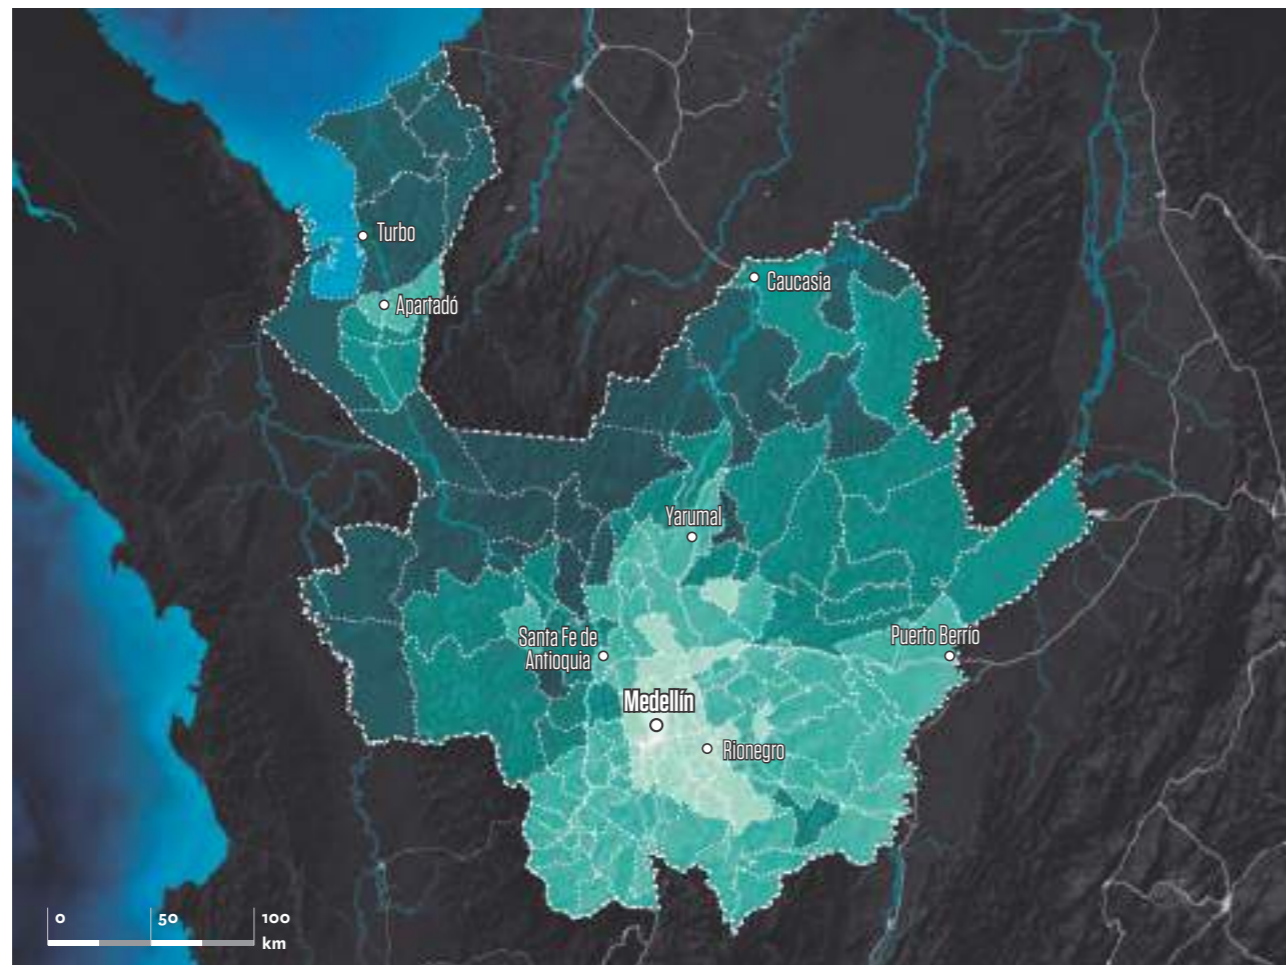 Turbo
Apartadó
Caucasia
Yarumal
Santa Fe de
Antioquia
Puerto Berrío
Medellín
Rionegro
0 50 100
km